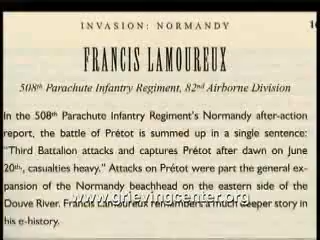 INVASION: NORMANDY
FRANCIS LAMOUREUX
508th Parachute Infantry Regiment, 82nd Airborne Division
In the 508th Parachute Infantry Regiment's Normandy after-action
report, the battle of Prétot is summed up in a single sentence:
"Third Battalion attacks and captures Prétot after dawn on June
20th, casualties heavy." Attacks on Prétot were part the general ex-
pansion of the Normandy beachhead on the eastern side of the
Douve River. Francis Lamoureux remembers a much deeper story in
www.grievingcenter.org
his e-history.